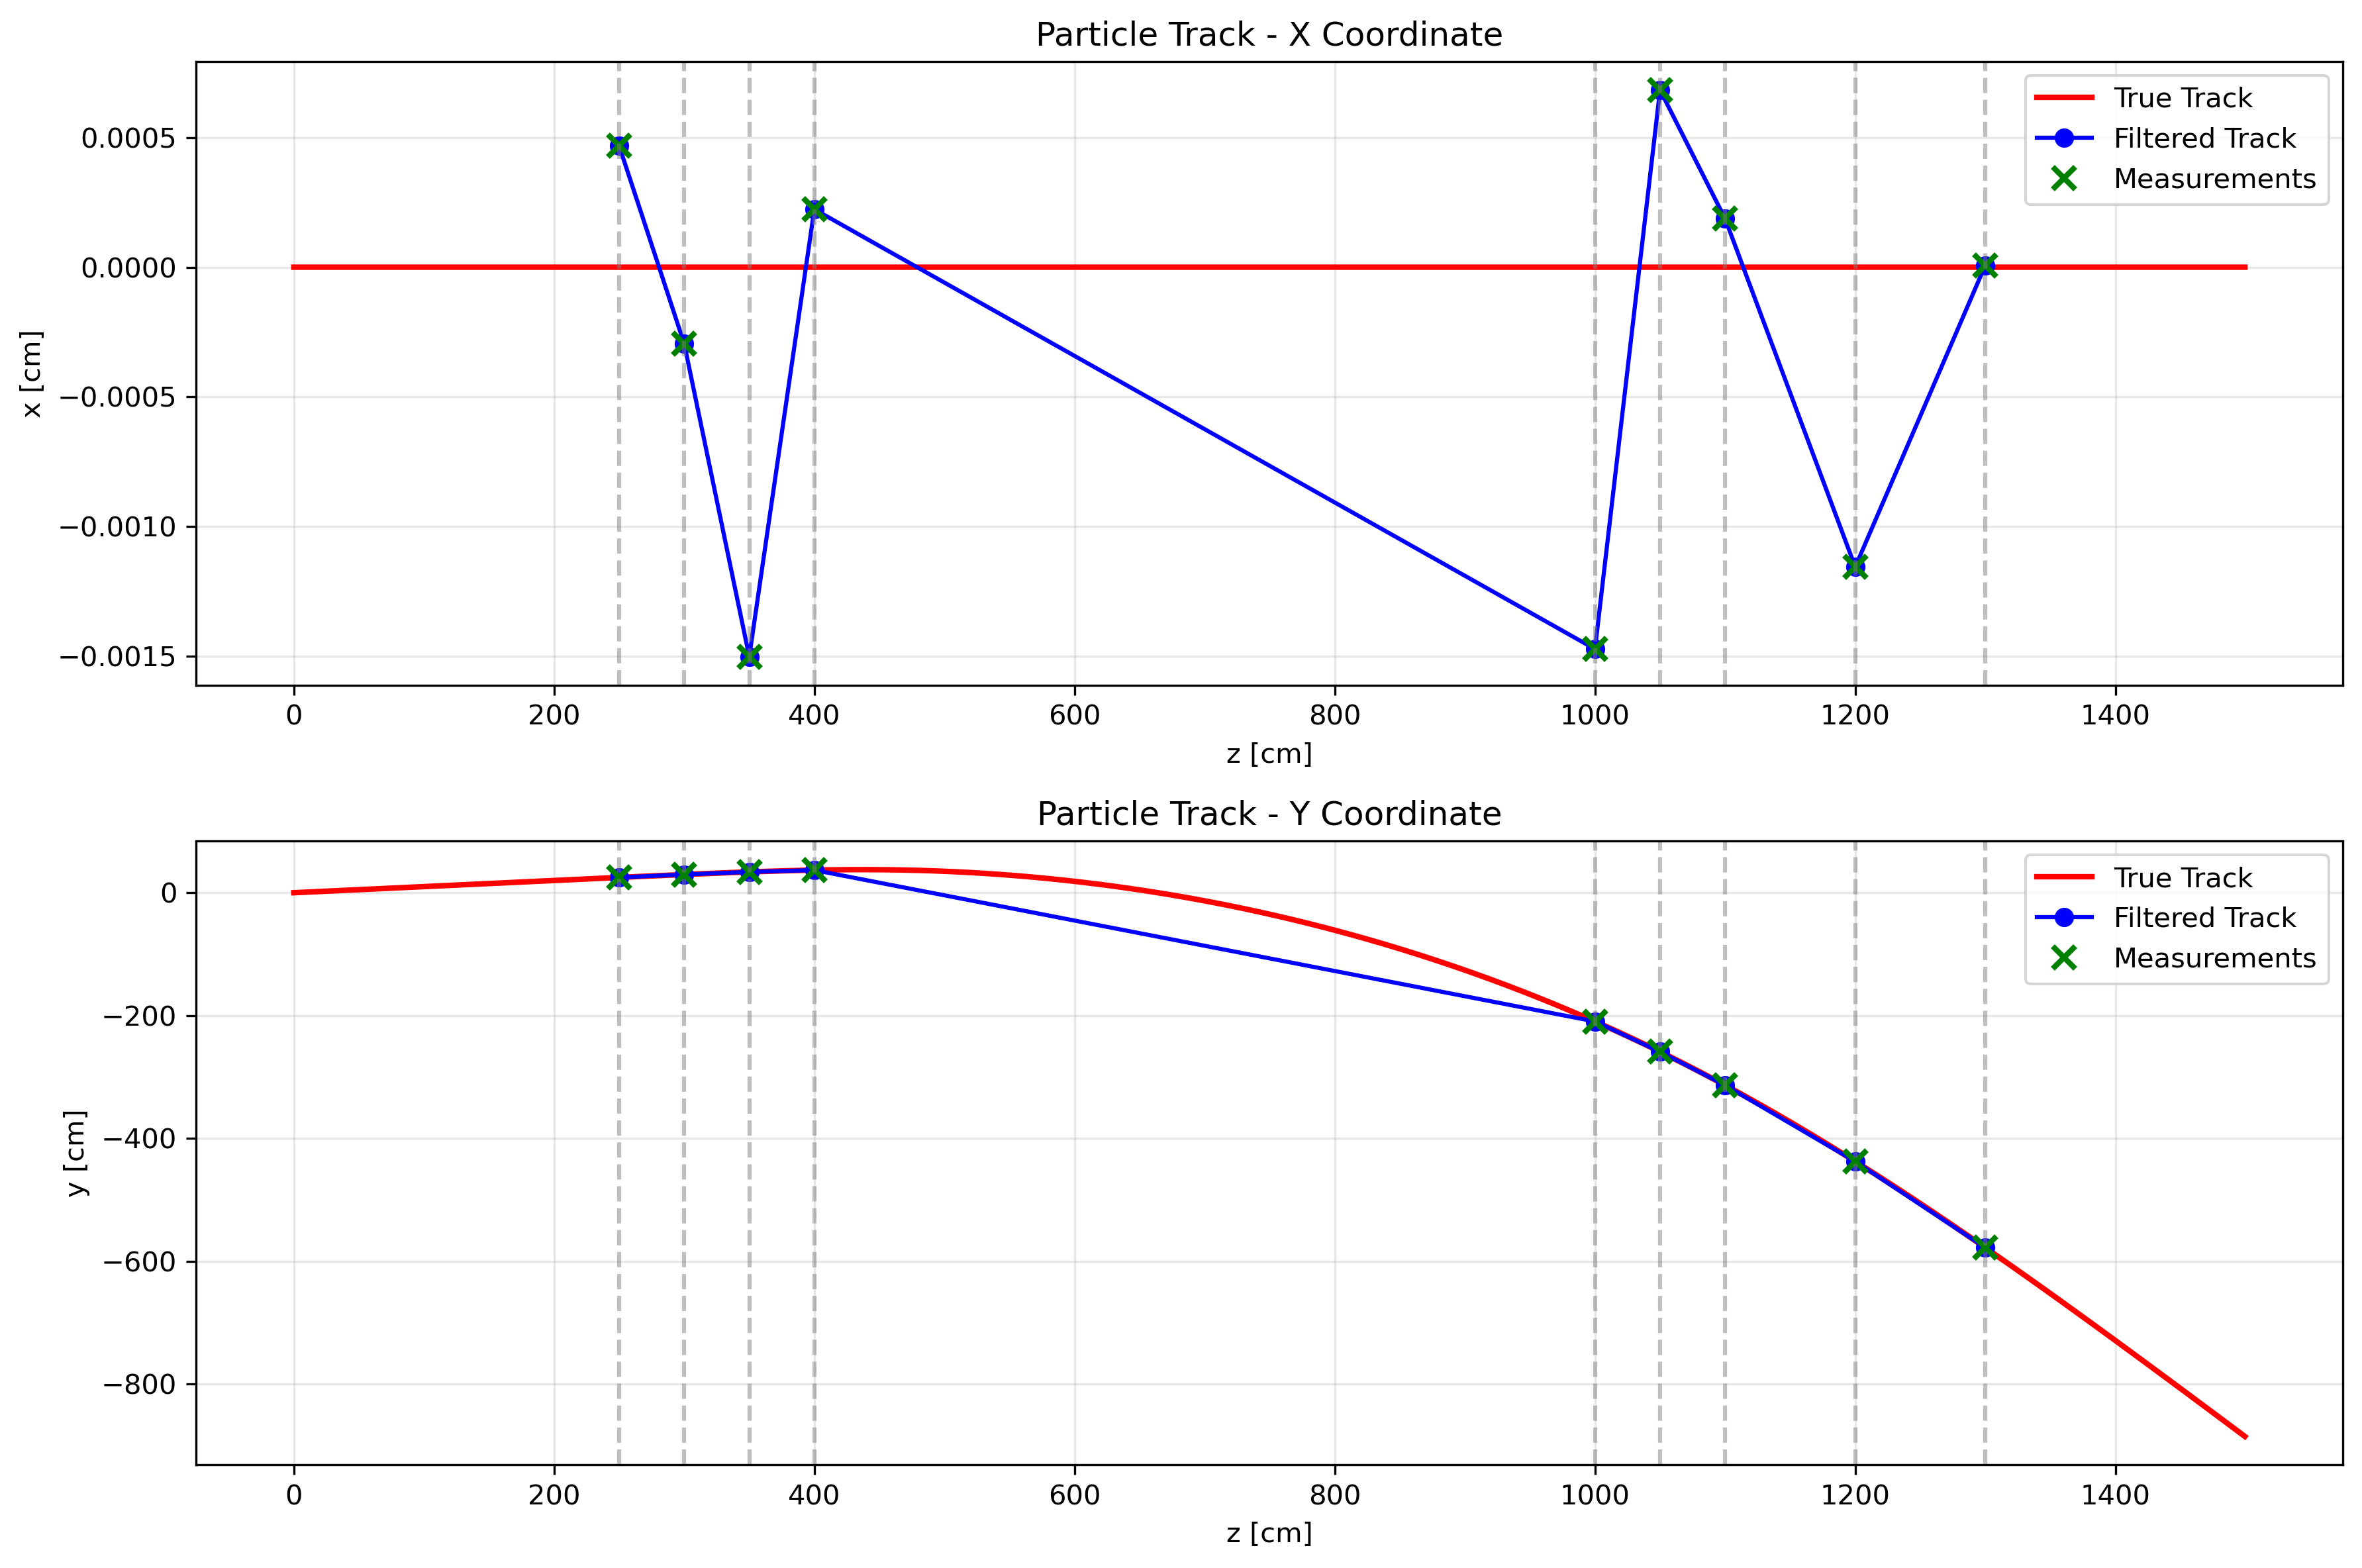 Particle Track - X Coordinate
True Track
Filtered Track
Measurements
0.0005
0.0000
−0.0005
−0.0010
−0.0015
x [cm]
0 200 400 600 800 1000 1200 1400
z [cm]
Particle Track - Y Coordinate
True Track
Filtered Track
Measurements
0
−200
−400
−600
−800
y [cm]
0 200 400 600 800 1000 1200 1400
z [cm]